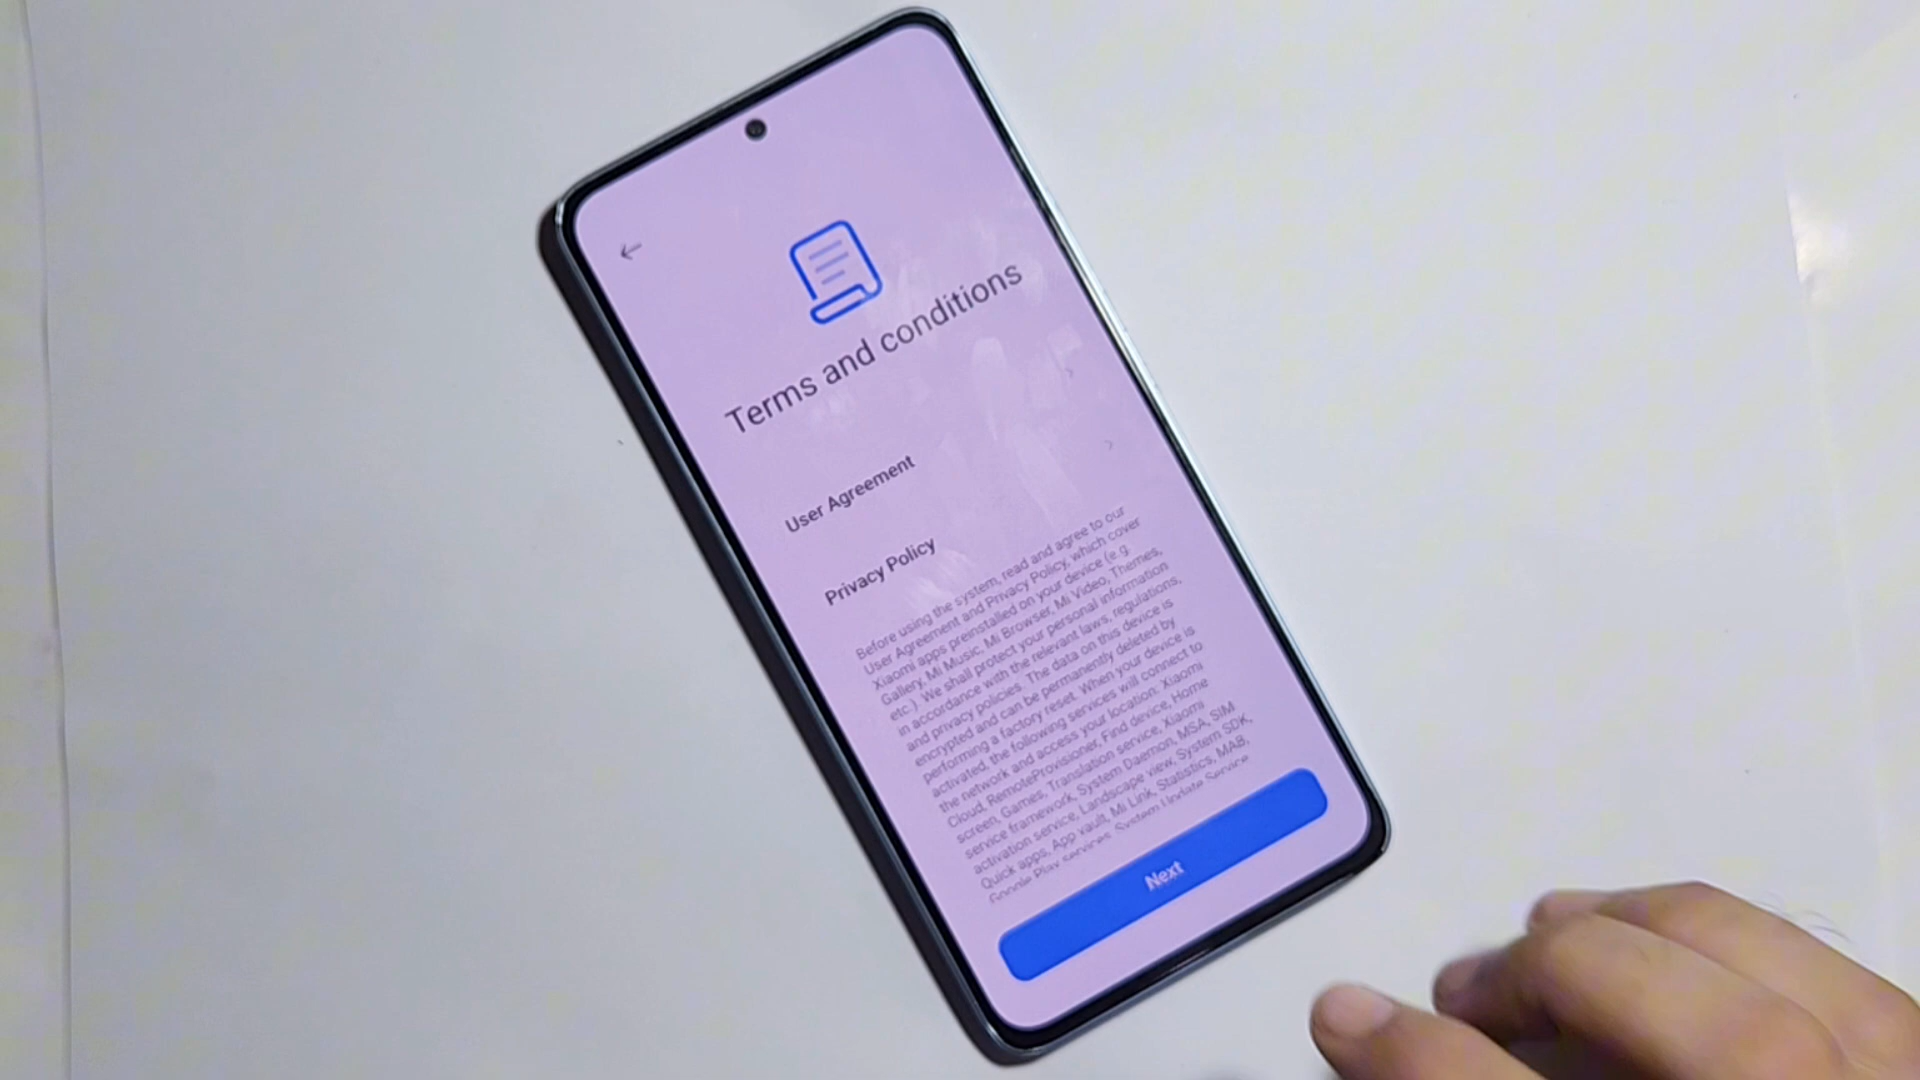 Terms and conditions
User Agreement
Privacy Policy
Before using the system, read and agree to our
User Agreement and Privacy Policy, which cover
Xiaomi apps preinstalled on your device (e.g.
Gallery, Mi Music, Mi Browser, Mi Video, Themes,
etc.). We shall protect your personal information
in accordance with the relevant laws, regulations,
and privacy policies. The data on this device is
encrypted and can be permanently deleted by
performing a factory reset. When your device is
activated, the following services will connect to
the network and access your location: Xiaomi
Cloud, RemoteProvisioner, Find device, Home
screen, Games, Translation service, Xiaomi
service framework, System Daemon, MSA, SIM
activation service, Landscape view, System SDK,
Quick apps, App vault, Mi Link, Statistics, MAB,
Google Play services, System Update Service
Next